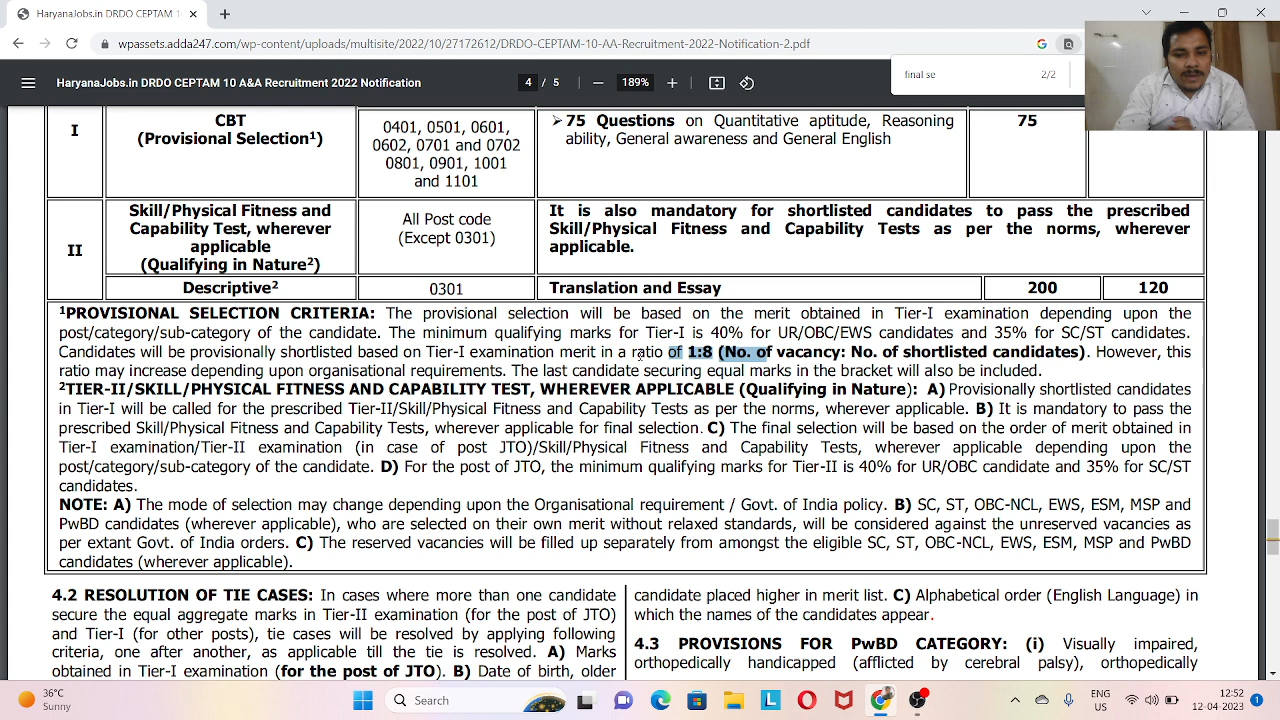 HaryanaJobs.in DRDO CEPTAM 1
wpassets.adda247.com/wp-content/uploads/multisite/2022/10/27172612/DRDO-CEPTAM-10-AA-Recruitment-2022-Notification-2.pdf
HaryanaJobs.in DRDO CEPTAM 10 A&A Recruitment 2022 Notification
4 / 5
189%
final se
2/2
I
CBT
(Provisional Selection¹)
0401, 0501, 0601,
0602, 0701 and 0702
0801, 0901, 1001
and 1101
➢ 75 Questions on Quantitative aptitude, Reasoning
ability, General awareness and General English
75
II
Skill/Physical Fitness and
Capability Test, wherever
applicable
(Qualifying in Nature²)
All Post code
(Except 0301)
It is also mandatory for shortlisted candidates to pass the prescribed
Skill/Physical Fitness and Capability Tests as per the norms, wherever
applicable.
Descriptive²
0301
Translation and Essay
200
120
¹PROVISIONAL SELECTION CRITERIA: The provisional selection will be based on the merit obtained in Tier-I examination depending upon the
post/category/sub-category of the candidate. The minimum qualifying marks for Tier-I is 40% for UR/OBC/EWS candidates and 35% for SC/ST candidates.
Candidates will be provisionally shortlisted based on Tier-I examination merit in a ratio of 1:8 (No. of vacancy: No. of shortlisted candidates). However, this
ratio may increase depending upon organisational requirements. The last candidate securing equal marks in the bracket will also be included.
²TIER-II/SKILL/PHYSICAL FITNESS AND CAPABILITY TEST, WHEREVER APPLICABLE (Qualifying in Nature): A) Provisionally shortlisted candidates
in Tier-I will be called for the prescribed Tier-II/Skill/Physical Fitness and Capability Tests as per the norms, wherever applicable. B) It is mandatory to pass the
prescribed Skill/Physical Fitness and Capability Tests, wherever applicable for final selection. C) The final selection will be based on the order of merit obtained in
Tier-I examination/Tier-II examination (in case of post JTO)/Skill/Physical Fitness and Capability Tests, wherever applicable depending upon the
post/category/sub-category of the candidate. D) For the post of JTO, the minimum qualifying marks for Tier-II is 40% for UR/OBC candidate and 35% for SC/ST
candidates.
NOTE: A) The mode of selection may change depending upon the Organisational requirement / Govt. of India policy. B) SC, ST, OBC-NCL, EWS, ESM, MSP and
PwBD candidates (wherever applicable), who are selected on their own merit without relaxed standards, will be considered against the unreserved vacancies as
per extant Govt. of India orders. C) The reserved vacancies will be filled up separately from amongst the eligible SC, ST, OBC-NCL, EWS, ESM, MSP and PwBD
candidates (wherever applicable).
4.2 RESOLUTION OF TIE CASES: In cases where more than one candidate
secure the equal aggregate marks in Tier-II examination (for the post of JTO)
and Tier-I (for other posts), tie cases will be resolved by applying following
criteria, one after another, as applicable till the tie is resolved. A) Marks
obtained in Tier-I examination (for the post of JTO). B) Date of birth, older
candidate placed higher in merit list. C) Alphabetical order (English Language) in
which the names of the candidates appear.
4.3 PROVISIONS FOR PwBD CATEGORY: (i) Visually impaired,
orthopedically handicapped (afflicted by cerebral palsy), orthopedically
36°C
Sunny
Search
ENG
US
12:52
12-04-2023
1